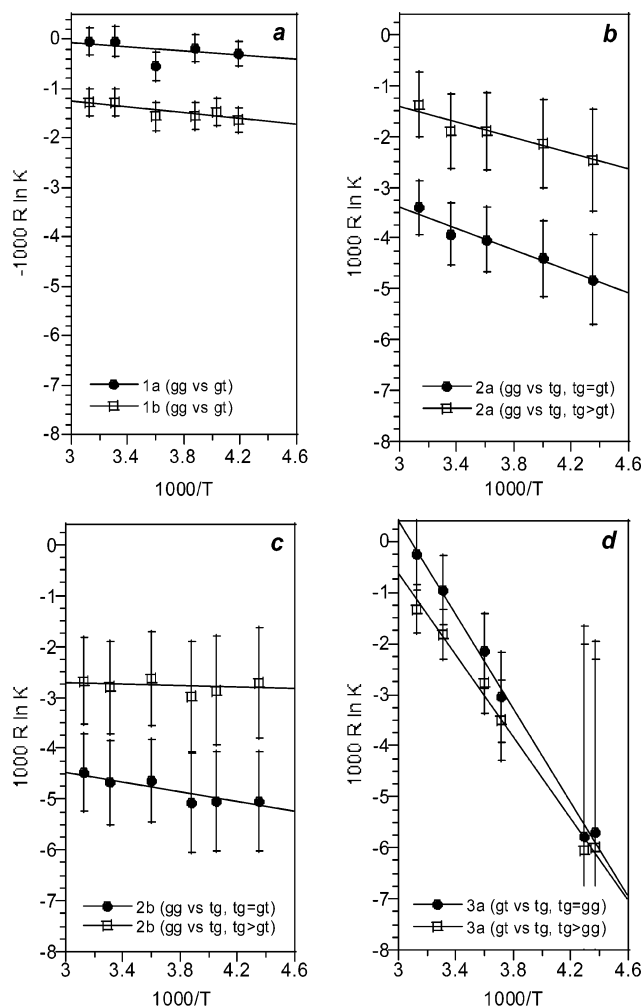 a
0
-1
-2
-3
-4
-5
-6
-7
-8
-1000 R ln K
1a (gg vs gt)
1b (gg vs gt)
3 3.4 3.8 4.2 4.6
1000/T
b
0
-1
-2
-3
-4
-5
-6
-7
-8
1000 R ln K
2a (gg vs tg, tg=gt)
2a (gg vs tg, tg>gt)
3 3.4 3.8 4.2 4.6
1000/T
c
0
-1
-2
-3
-4
-5
-6
-7
-8
1000 R ln K
2b (gg vs tg, tg=gt)
2b (gg vs tg, tg>gt)
3 3.4 3.8 4.2 4.6
1000/T
d
0
-1
-2
-3
-4
-5
-6
-7
-8
1000 R ln K
3a (gt vs tg, tg=gg)
3a (gt vs tg, tg>gg)
3 3.4 3.8 4.2 4.6
1000/T